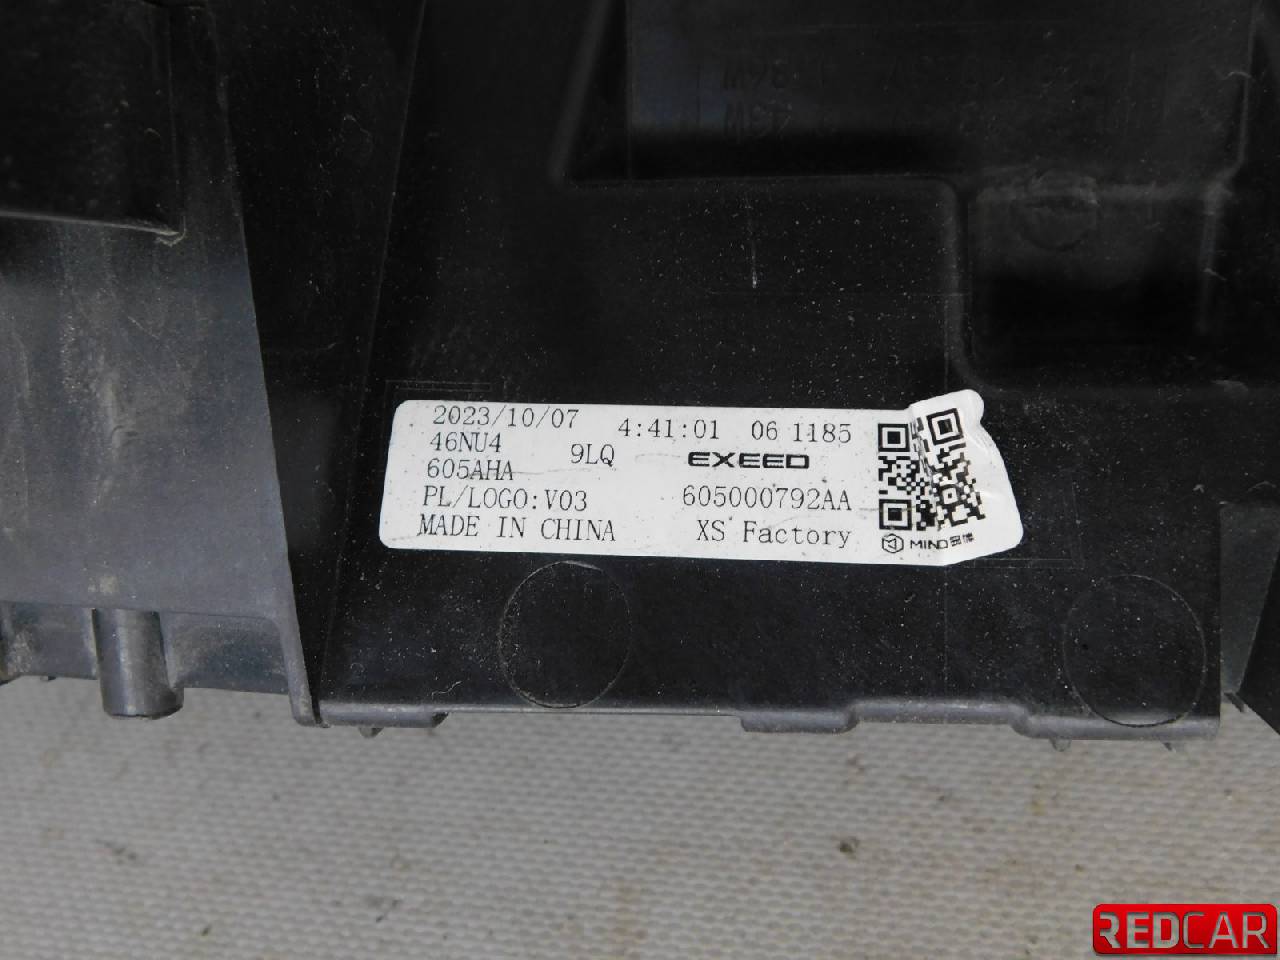 2023/10/07 4:41:01 06 1185
46NU4 9LQ EXEED
605AHA
PL/LOGO:V03 605000792AA
MADE IN CHINA XS Factory
MIND
REDCAR